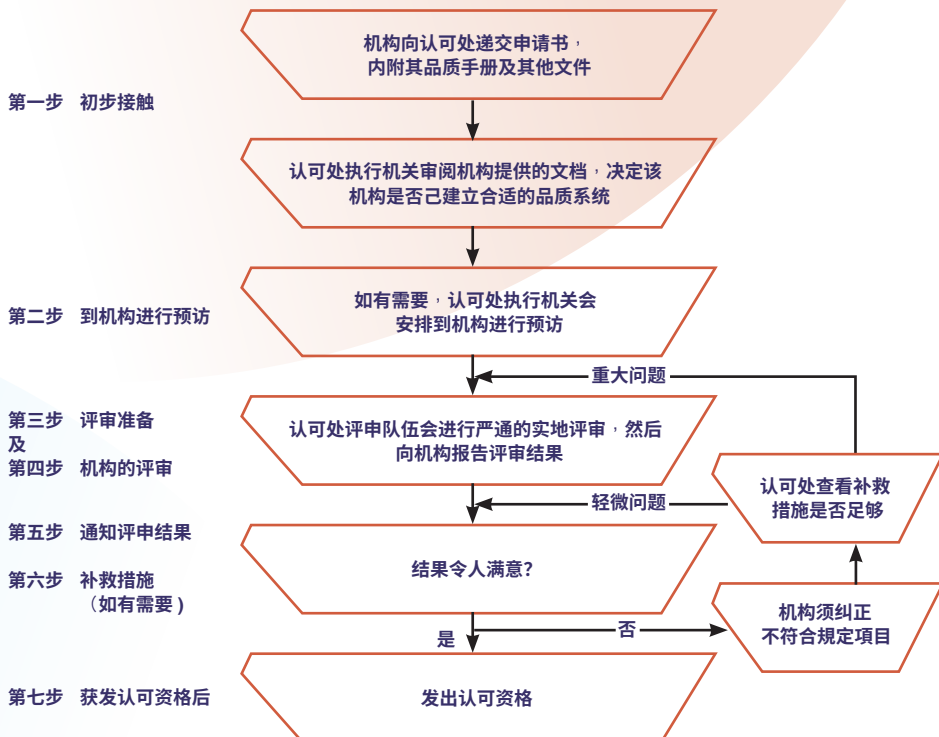 机构向认可处递交申请书，
内附其品质手册及其他文件
第一步 初步接触
认可处执行机关审阅机构提供的文档，决定该
机构是否己建立合适的品质系统
第二步 到机构进行预访
如有需要，认可处执行机关会
安排到机构进行预访
重大问题
第三步 评审准备
及
第四步 机构的评审
认可处评申队伍会进行严通的实地评审，然后
向机构报告评审结果
认可处查看补救
措施是否足够
轻微问题
第五步 通知评申结果
第六步 补救措施
（如有需要)
结果令人满意?
机构须纠正
不符合規定項目
否
是
第七步 获发认可资格后
发出认可资格